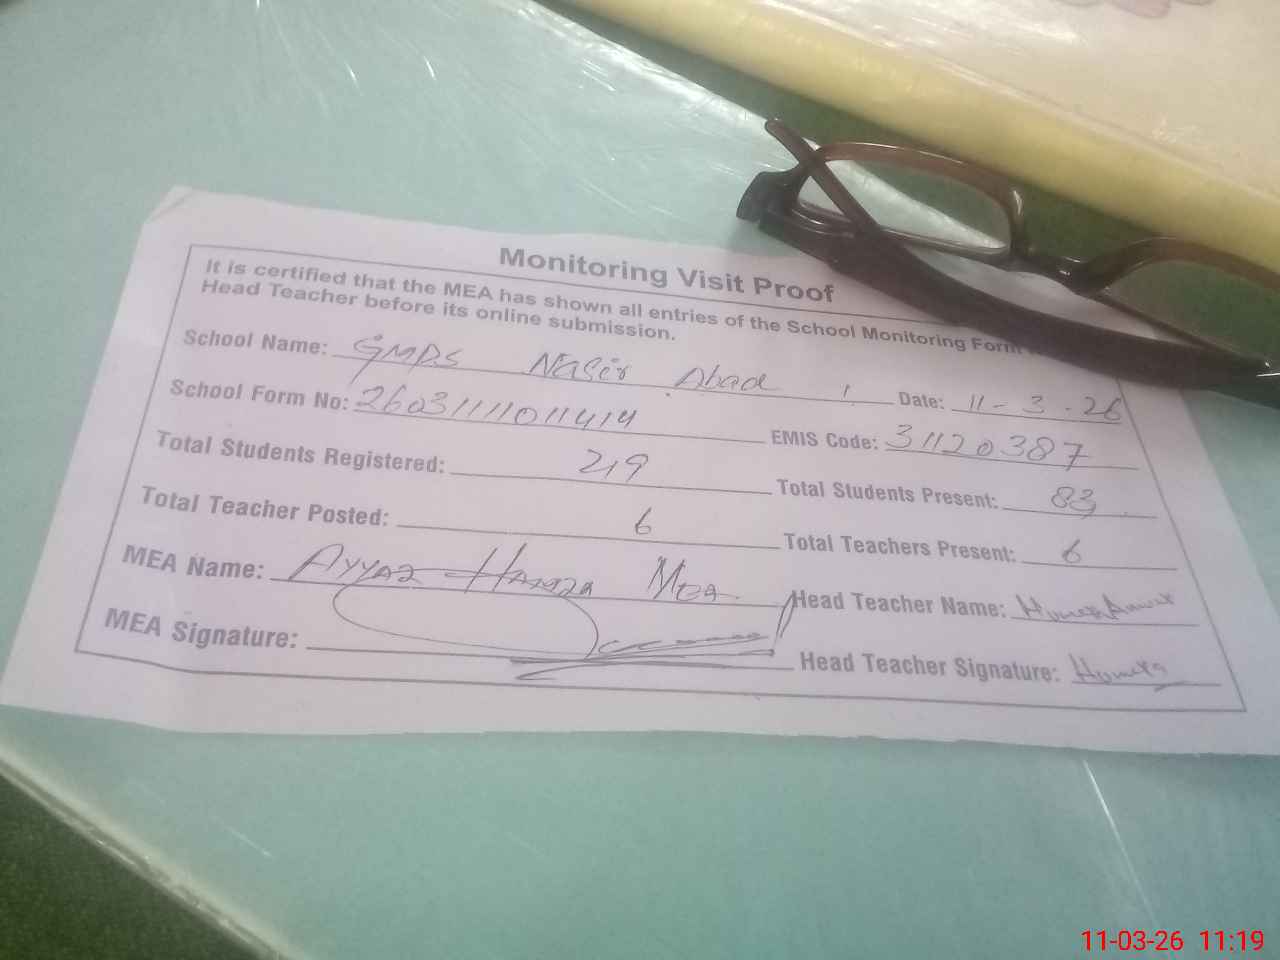 Monitoring Visit Proof
It is certified that the MEA has shown all entries of the School Monitoring Form
Head Teacher before its online submission.
School Name: GMPS Nasir Abad Date: 11-3-26
School Form No: 2603111011414 EMIS Code: 31120387
Total Students Registered: 219 Total Students Present: 83
Total Teacher Posted: 6 Total Teachers Present: 6
MEA Name: Ayyaz Hamza MEA Head Teacher Name: Humera Anwar
MEA Signature: Head Teacher Signature: Humera
11-03-26 11:19